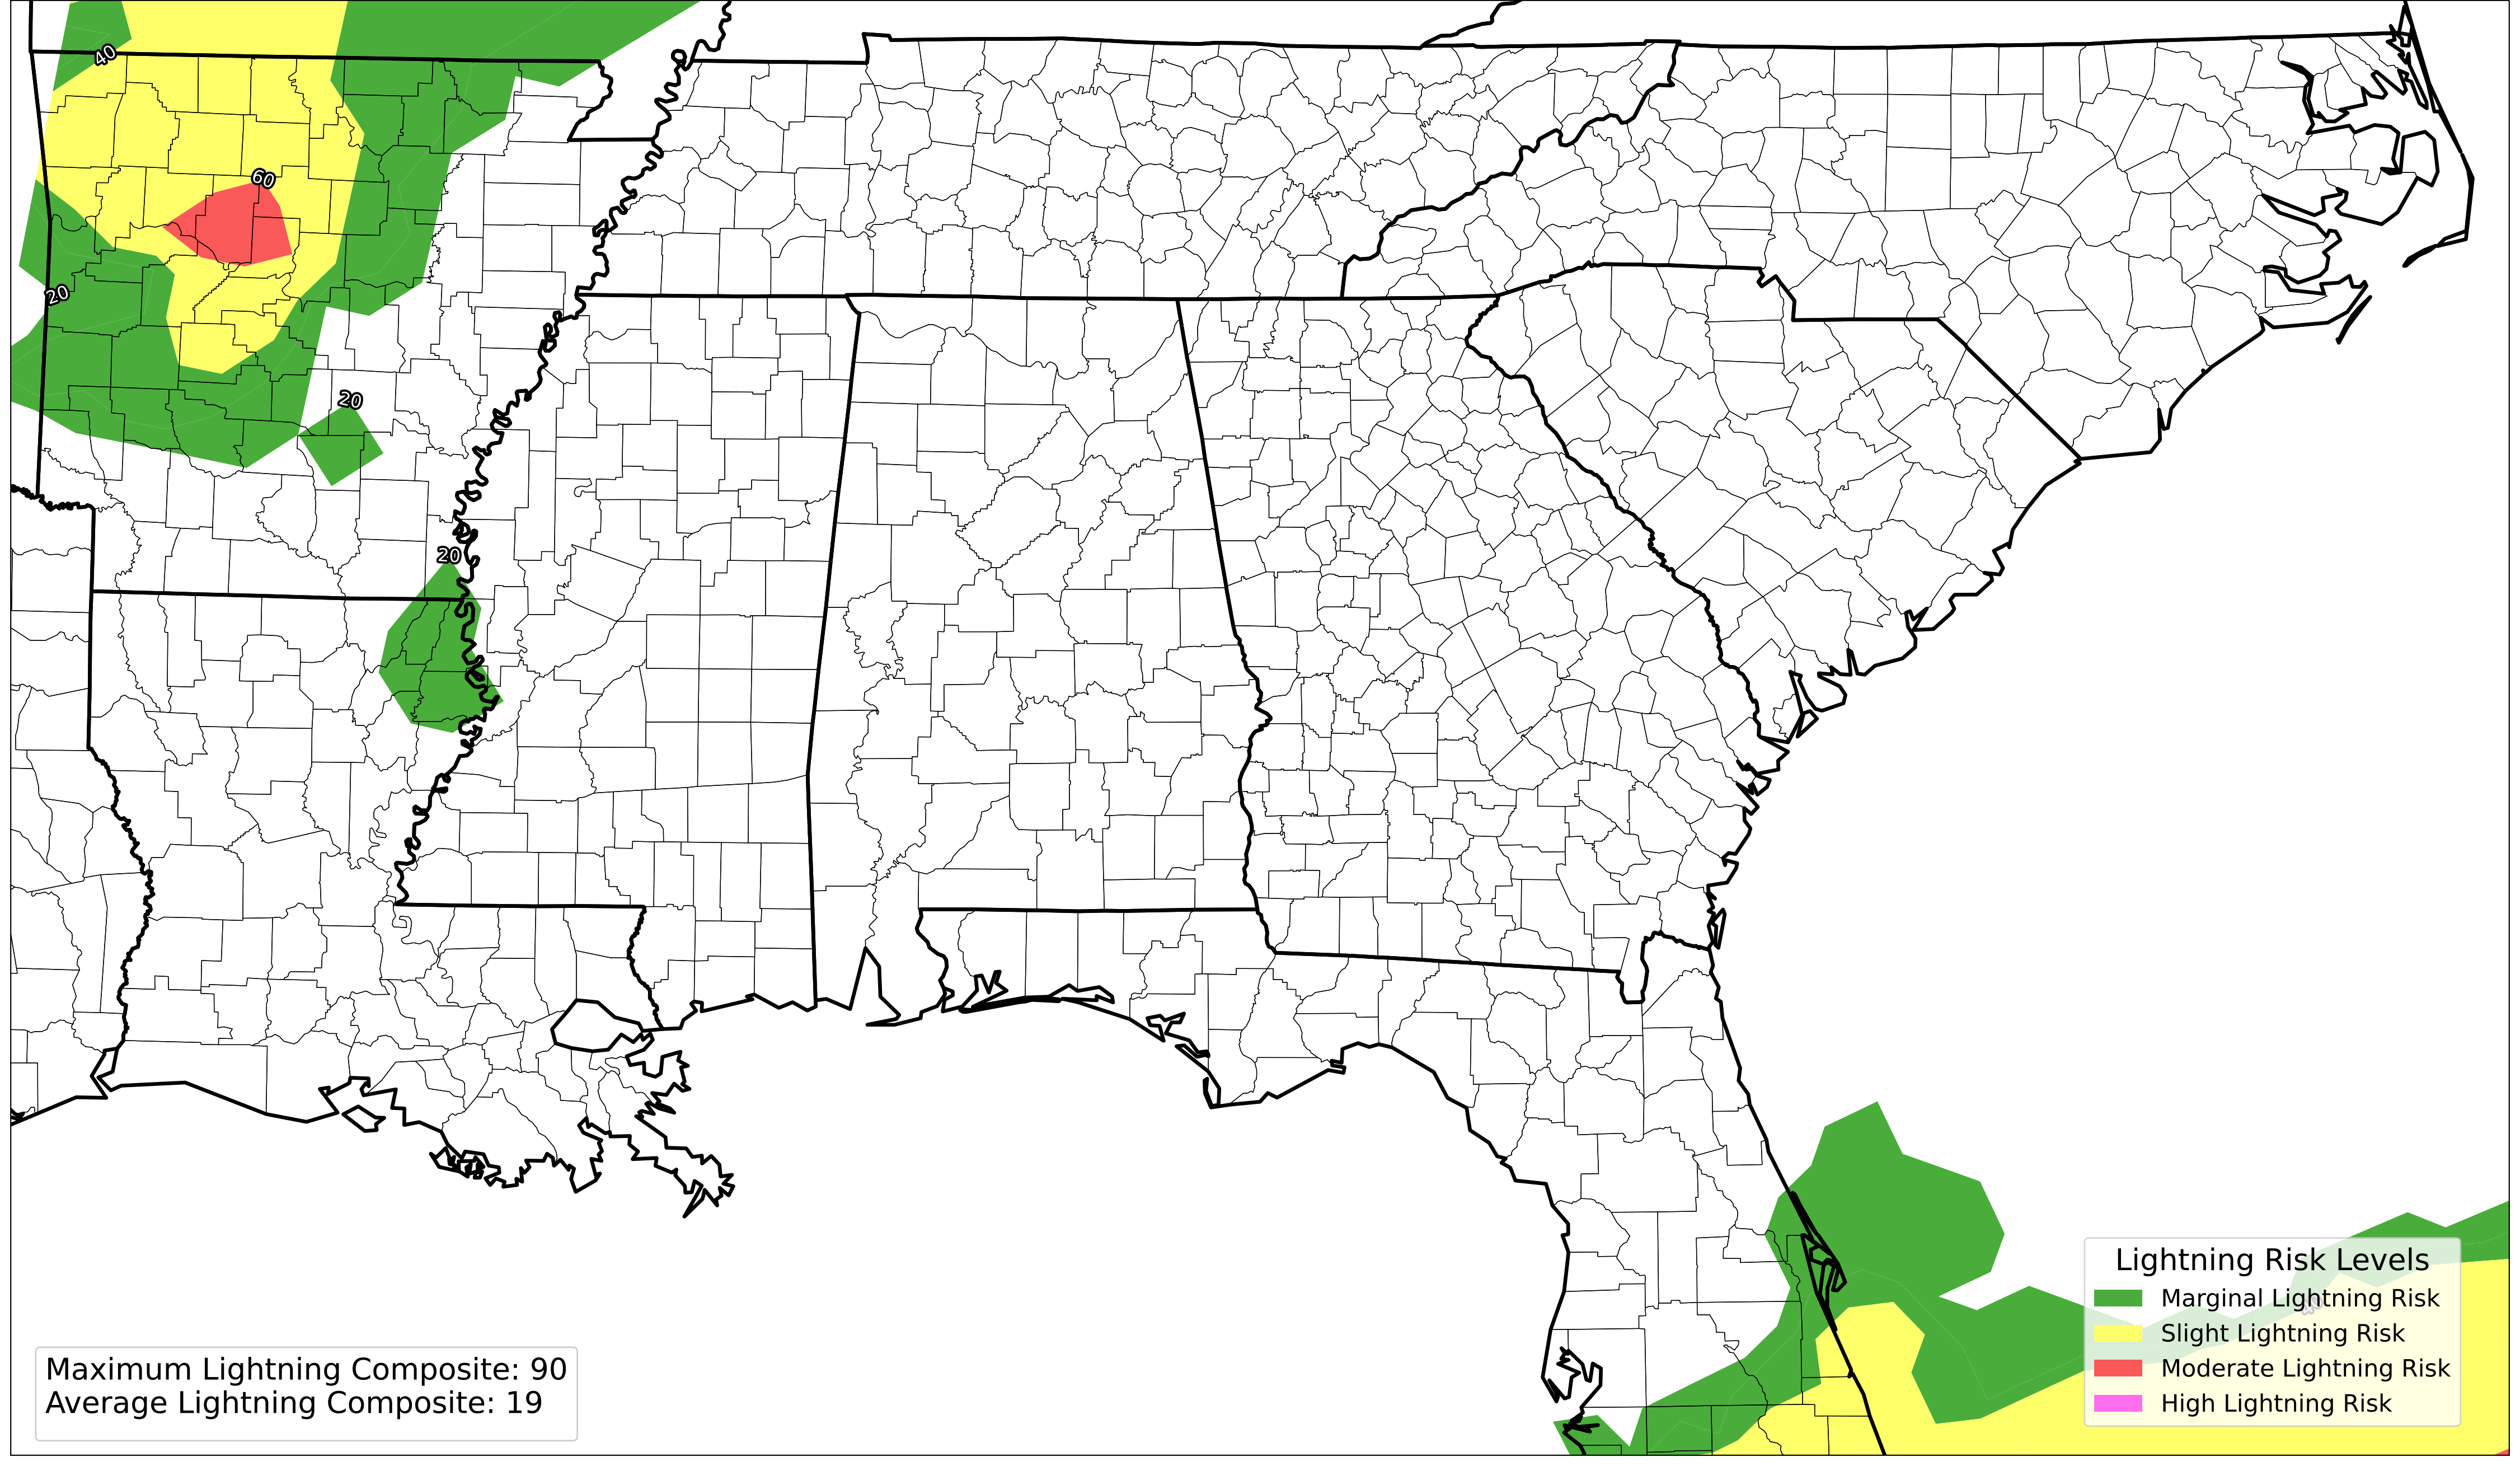 40
60
20
20
20
40
Lightning Risk Levels
Marginal Lightning Risk
Slight Lightning Risk
Moderate Lightning Risk
High Lightning Risk
Maximum Lightning Composite: 90
Average Lightning Composite: 19